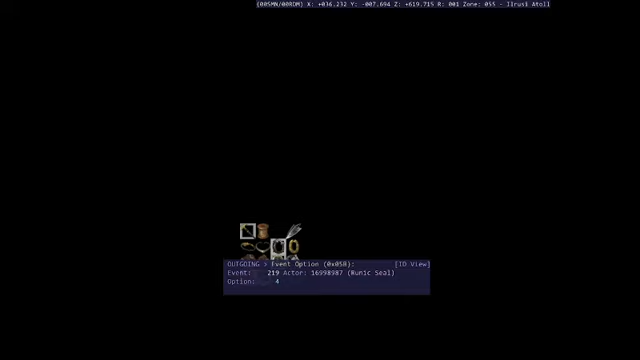 (00SMN/00RDM) X: +036.232 Y: -007.694 Z: +619.715 R: 001 Zone: 055 - Ilrusi Atoll
OUTGOING > Event Option (0x05B): [ID View]
Event: 219 Actor: 16998987 (Runic Seal)
Option: 4